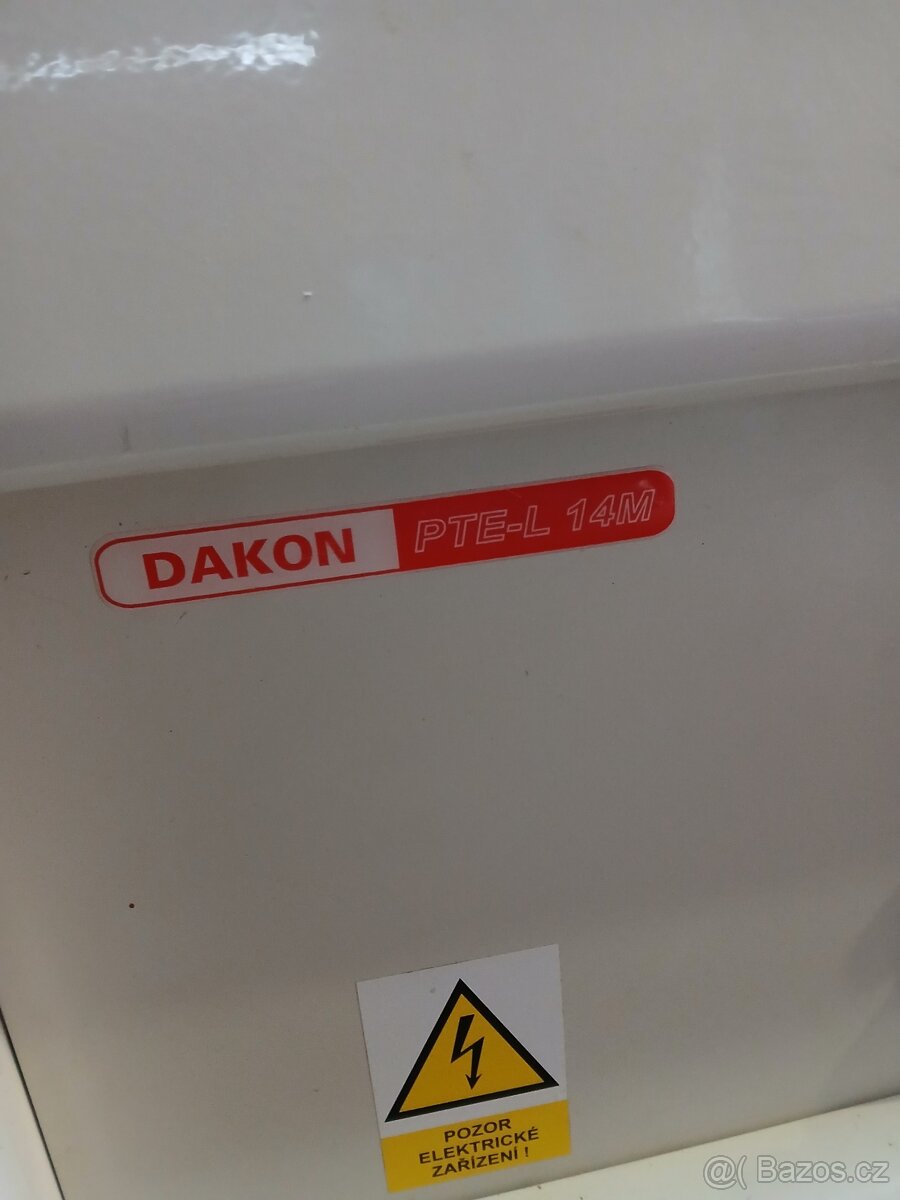 DAKON PTE-L 14M
POZOR
ELEKTRICKÉ
ZAŘÍZENÍ !
@( Bazos.cz